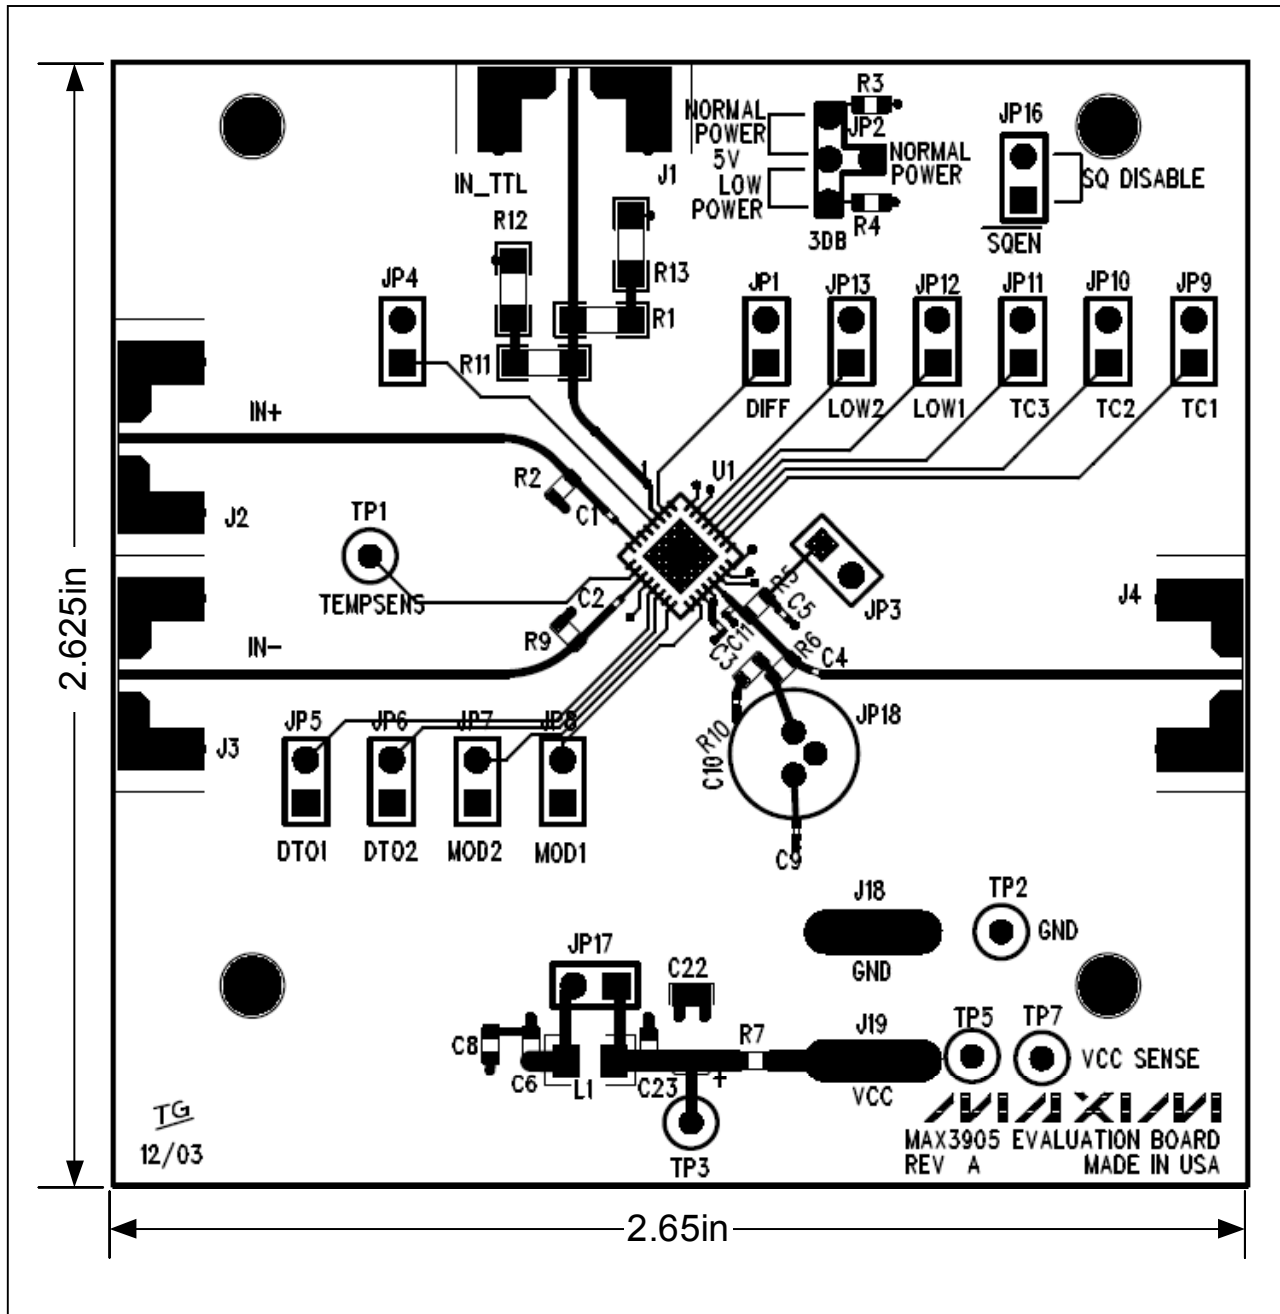 R3
NORMAL
POWER
JP2
JP16
5V
NORMAL
POWER
IN_TTL
J1
LOW
POWER
SQ DISABLE
R12
R4
3DB
SQEN
JP4
R13
JP1
JP13
JP12
JP11
JP10
JP9
R1
R11
DIFF
LOW2
LOW1
TC3
TC2
TC1
IN+
R2
1
U1
C1
J2
TP1
R5
C5
JP3
J4
TEMPSENS
C2
C11
2.625in
R9
C3
R6
IN-
C4
JP5
JP6
JP7
JP8
JP18
J3
R10
C10
DTO1
DTO2
MOD2
MOD1
C9
J18
TP2
GND
JP17
C22
GND
C8
R7
J19
TP5
TP7
VCC SENSE
C6
L1
C23
+
VCC
TG
MAXIM
12/03
MAX3905 EVALUATION BOARD
REV A
MADE IN USA
TP3
2.65in